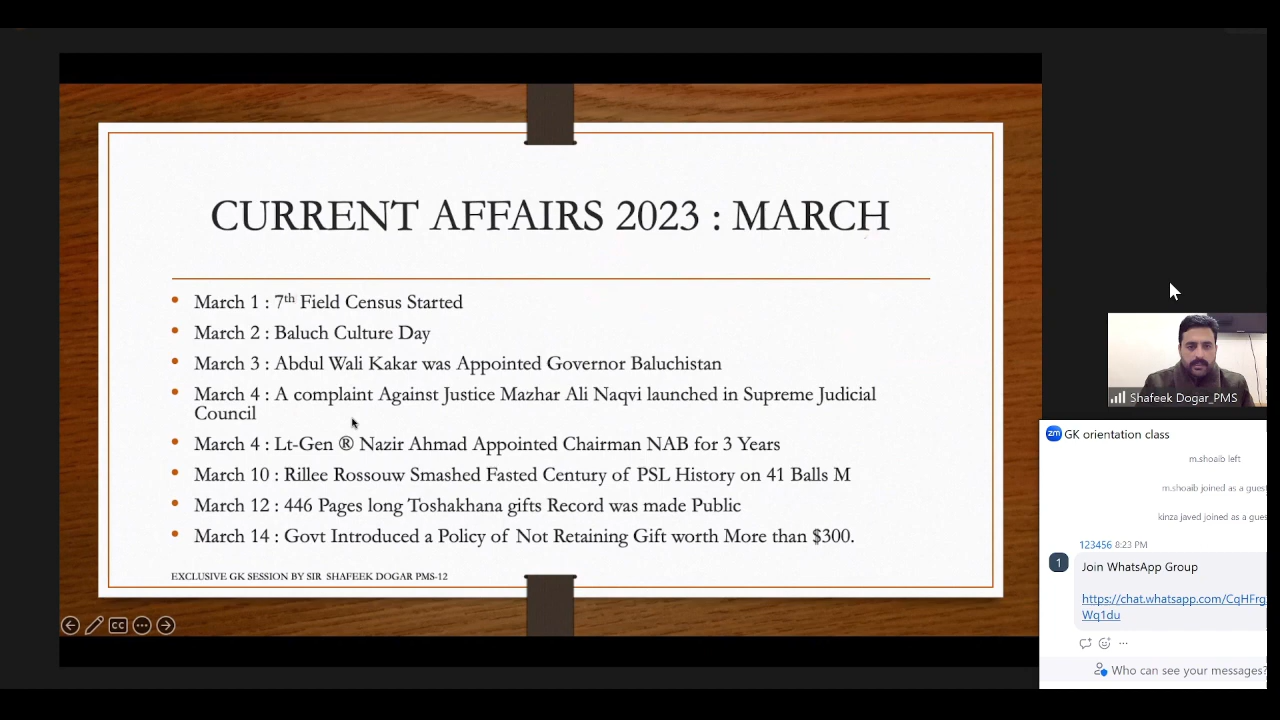 CURRENT AFFAIRS 2023 : MARCH
March 1 : 7th Field Census Started
March 2 : Baluch Culture Day
March 3 : Abdul Wali Kakar was Appointed Governor Baluchistan
March 4 : A complaint Against Justice Mazhar Ali Naqvi launched in Supreme Judicial
Council
March 4 : Lt-Gen ® Nazir Ahmad Appointed Chairman NAB for 3 Years
March 10 : Rillee Rossouw Smashed Fasted Century of PSL History on 41 Balls M
March 12 : 446 Pages long Toshakhana gifts Record was made Public
March 14 : Govt Introduced a Policy of Not Retaining Gift worth More than $300.
EXCLUSIVE GK SESSION BY SIR SHAFEEK DOGAR PMS-12
CC
Shafeek Dogar_PMS
zm GK orientation class
m.shoaib left
m.shoaib joined as a gues
kinza javed joined as a gues
123456 8:23 PM
1
Join WhatsApp Group
https://chat.whatsapp.com/CqHFrg
Wq1du
Who can see your messages?